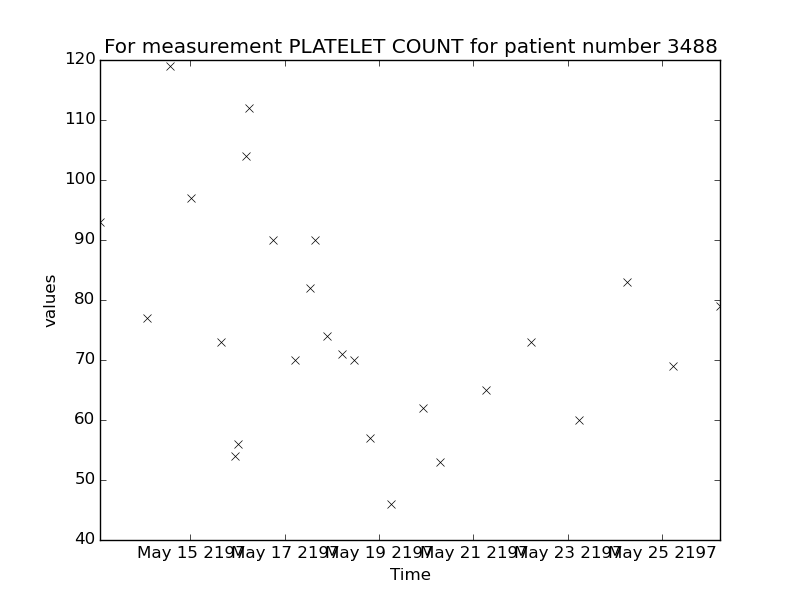 For measurement PLATELET COUNT for patient number 3488
120
110
100
90
80
70
60
50
40
values
May 15 2197 May 17 2197 May 19 2197 May 21 2197 May 23 2197 May 25 2197
Time